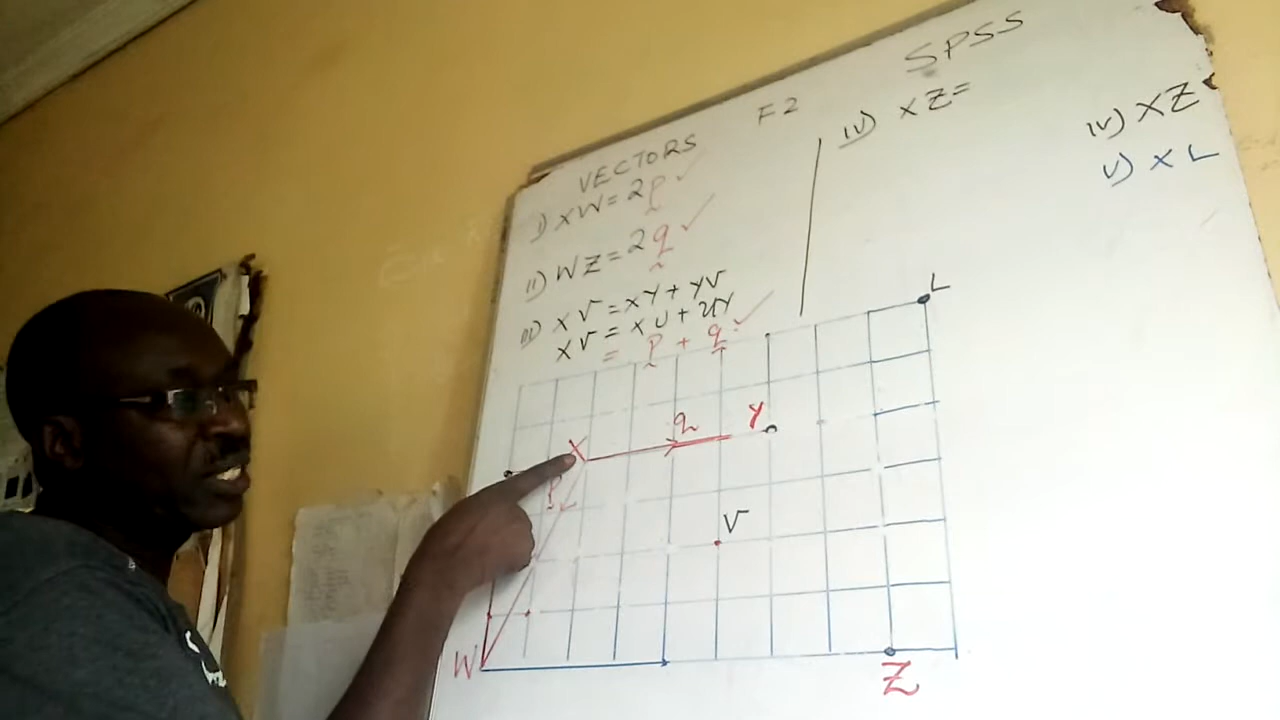 SPSS
VECTORS F2
i) XW = 2p ✓
ii) WZ = 2q ✓
iii) XV = XY + YV
XV = XU + UY
= p + q ✓
iv) XZ =
iv) XZ
v) XL
L
X
q
Y
p
V
W
Z